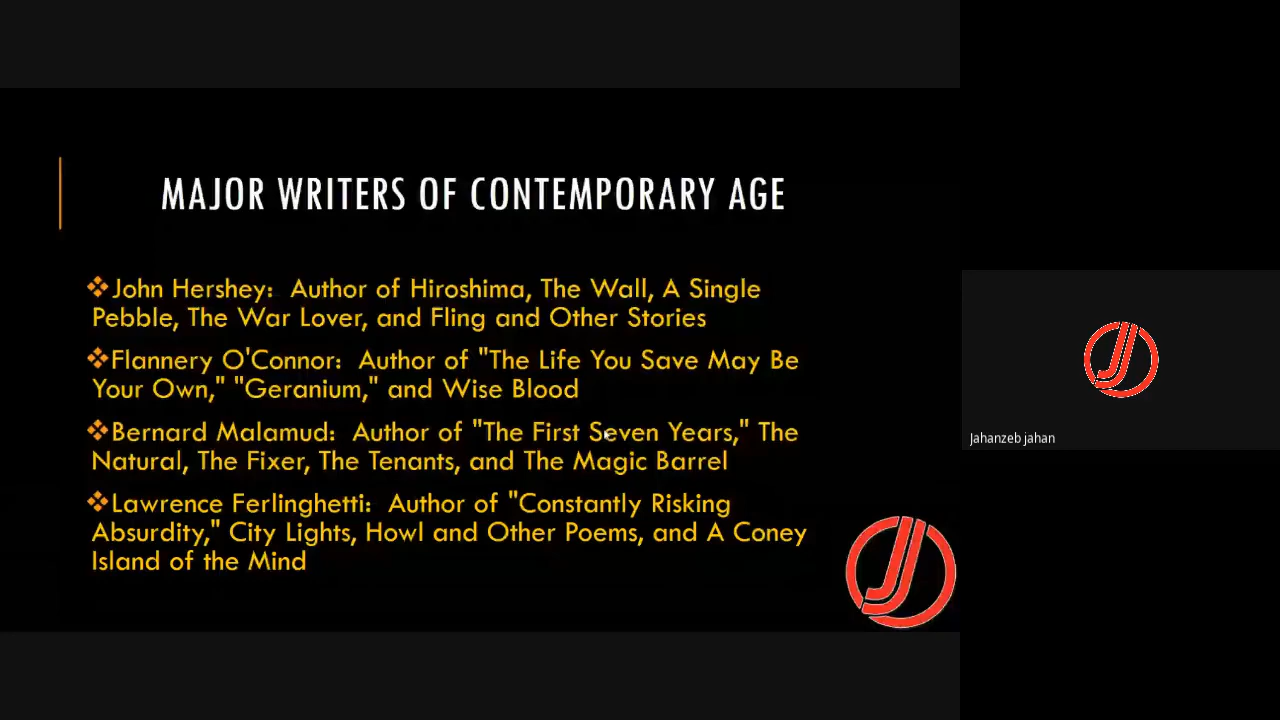 MAJOR WRITERS OF CONTEMPORARY AGE
❖John Hershey: Author of Hiroshima, The Wall, A Single
Pebble, The War Lover, and Fling and Other Stories
❖Flannery O'Connor: Author of "The Life You Save May Be
Your Own," "Geranium," and Wise Blood
❖Bernard Malamud: Author of "The First Seven Years," The
Natural, The Fixer, The Tenants, and The Magic Barrel
❖Lawrence Ferlinghetti: Author of "Constantly Risking
Absurdity," City Lights, Howl and Other Poems, and A Coney
Island of the Mind
Jahanzeb jahan